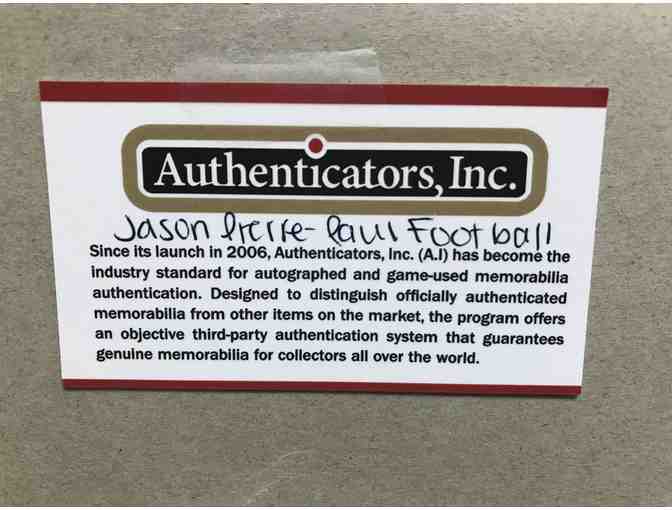 Authenticators, Inc.
Jason Pierre-Paul Football
Since its launch in 2006, Authenticators, Inc. (A.I) has become the
industry standard for autographed and game-used memorabilia
authentication. Designed to distinguish officially authenticated
memorabilia from other items on the market, the program offers
an objective third-party authentication system that guarantees
genuine memorabilia for collectors all over the world.